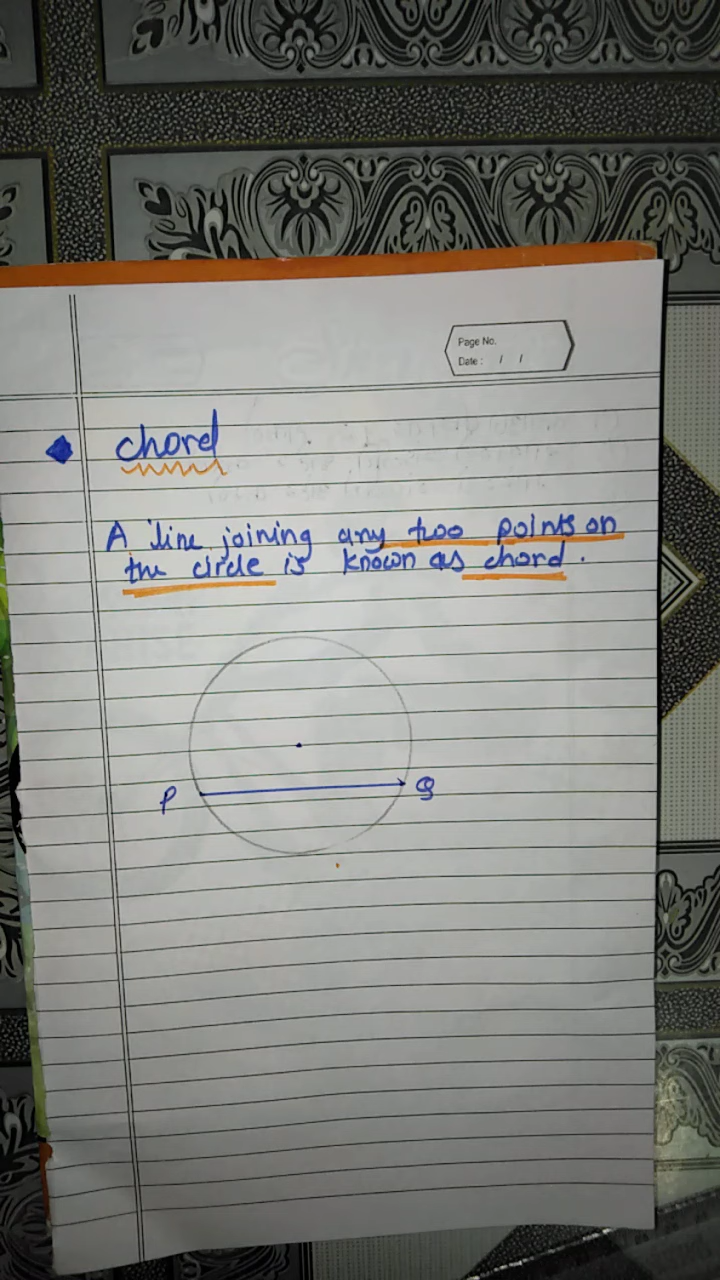 Page No.
Date : / /
chord
A line joining any two points on
the circle is known as chord.
P
Q